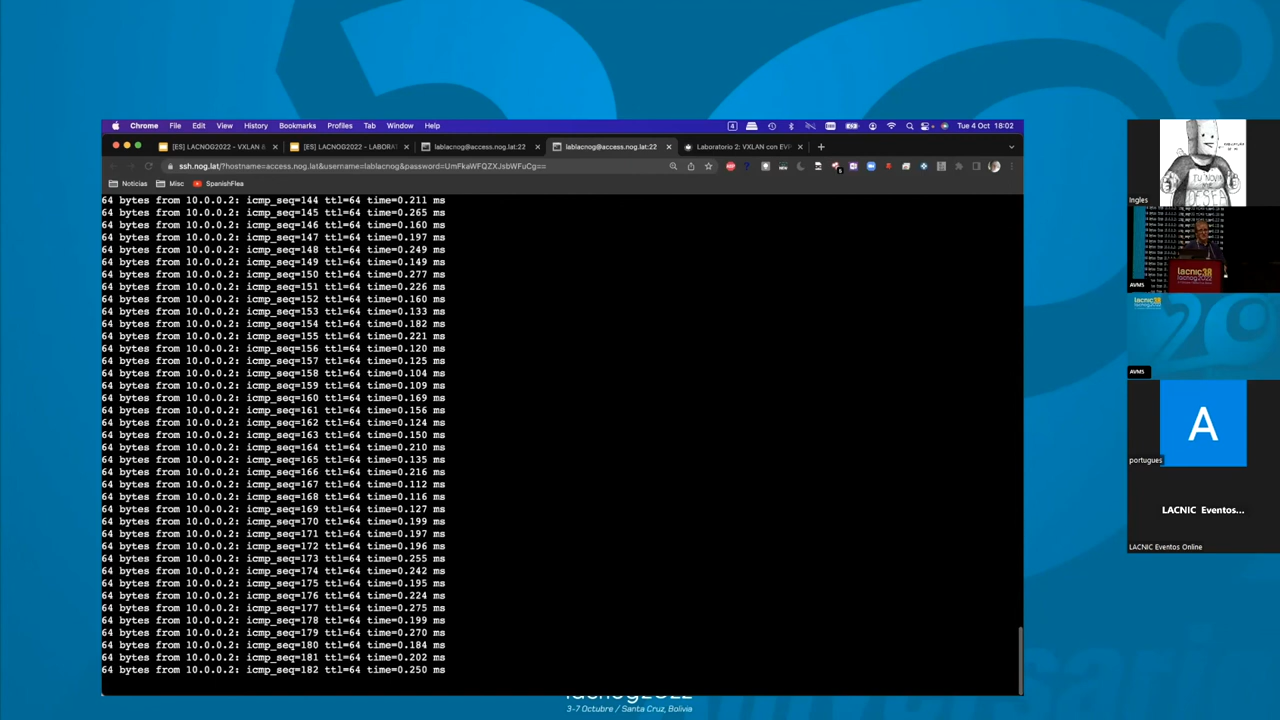 Chrome File Edit View History Bookmarks Profiles Tab Window Help
4
Tue 4 Oct 18:02
[ES] LACNOG2022 - VXLAN &
[ES] LACNOG2022 - LABORAT
lablacnog@access.nog.lat:22
lablacnog@access.nog.lat:22
Laboratorio 2: VXLAN con EVP
ssh.nog.lat/?hostname=access.nog.lat&username=lablacnog&password=UmFkaWFQZXJsbWFuCg==
Noticias Misc SpanishFlea
64 bytes from 10.0.0.2: icmp_seq=144 ttl=64 time=0.211 ms
64 bytes from 10.0.0.2: icmp_seq=145 ttl=64 time=0.265 ms
64 bytes from 10.0.0.2: icmp_seq=146 ttl=64 time=0.160 ms
64 bytes from 10.0.0.2: icmp_seq=147 ttl=64 time=0.197 ms
64 bytes from 10.0.0.2: icmp_seq=148 ttl=64 time=0.249 ms
64 bytes from 10.0.0.2: icmp_seq=149 ttl=64 time=0.149 ms
64 bytes from 10.0.0.2: icmp_seq=150 ttl=64 time=0.277 ms
64 bytes from 10.0.0.2: icmp_seq=151 ttl=64 time=0.226 ms
64 bytes from 10.0.0.2: icmp_seq=152 ttl=64 time=0.160 ms
64 bytes from 10.0.0.2: icmp_seq=153 ttl=64 time=0.133 ms
64 bytes from 10.0.0.2: icmp_seq=154 ttl=64 time=0.182 ms
64 bytes from 10.0.0.2: icmp_seq=155 ttl=64 time=0.221 ms
64 bytes from 10.0.0.2: icmp_seq=156 ttl=64 time=0.120 ms
64 bytes from 10.0.0.2: icmp_seq=157 ttl=64 time=0.125 ms
64 bytes from 10.0.0.2: icmp_seq=158 ttl=64 time=0.104 ms
64 bytes from 10.0.0.2: icmp_seq=159 ttl=64 time=0.109 ms
64 bytes from 10.0.0.2: icmp_seq=160 ttl=64 time=0.169 ms
64 bytes from 10.0.0.2: icmp_seq=161 ttl=64 time=0.156 ms
64 bytes from 10.0.0.2: icmp_seq=162 ttl=64 time=0.124 ms
64 bytes from 10.0.0.2: icmp_seq=163 ttl=64 time=0.150 ms
64 bytes from 10.0.0.2: icmp_seq=164 ttl=64 time=0.210 ms
64 bytes from 10.0.0.2: icmp_seq=165 ttl=64 time=0.135 ms
64 bytes from 10.0.0.2: icmp_seq=166 ttl=64 time=0.216 ms
64 bytes from 10.0.0.2: icmp_seq=167 ttl=64 time=0.112 ms
64 bytes from 10.0.0.2: icmp_seq=168 ttl=64 time=0.116 ms
64 bytes from 10.0.0.2: icmp_seq=169 ttl=64 time=0.127 ms
64 bytes from 10.0.0.2: icmp_seq=170 ttl=64 time=0.199 ms
64 bytes from 10.0.0.2: icmp_seq=171 ttl=64 time=0.197 ms
64 bytes from 10.0.0.2: icmp_seq=172 ttl=64 time=0.196 ms
64 bytes from 10.0.0.2: icmp_seq=173 ttl=64 time=0.255 ms
64 bytes from 10.0.0.2: icmp_seq=174 ttl=64 time=0.242 ms
64 bytes from 10.0.0.2: icmp_seq=175 ttl=64 time=0.195 ms
64 bytes from 10.0.0.2: icmp_seq=176 ttl=64 time=0.224 ms
64 bytes from 10.0.0.2: icmp_seq=177 ttl=64 time=0.275 ms
64 bytes from 10.0.0.2: icmp_seq=178 ttl=64 time=0.199 ms
64 bytes from 10.0.0.2: icmp_seq=179 ttl=64 time=0.270 ms
64 bytes from 10.0.0.2: icmp_seq=180 ttl=64 time=0.184 ms
64 bytes from 10.0.0.2: icmp_seq=181 ttl=64 time=0.202 ms
64 bytes from 10.0.0.2: icmp_seq=182 ttl=64 time=0.250 ms
lacnog2022
3-7 Octubre / Santa Cruz, Bolivia
TU NOVIA
ME
DESEA
Ingles
lacnic38
lacnog2022
AVMS
lacnic38
20
AVMS
A
portugues
LACNIC Eventos...
LACNIC Eventos Online